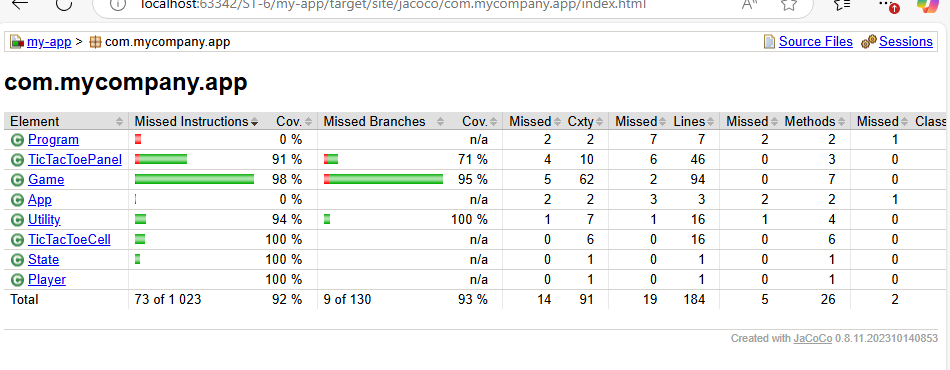 localhost:63342/ST-6/my-app/target/site/jacoco/com.mycompany.app/index.html
my-app > com.mycompany.app Source Files Sessions
com.mycompany.app
Element Missed Instructions Cov. Missed Branches Cov. Missed Cxty Missed Lines Missed Methods Missed Class
Program 0 % n/a 2 2 7 7 2 2 1
TicTacToePanel 91 % 71 % 4 10 6 46 0 3 0
Game 98 % 95 % 5 62 2 94 0 7 0
App 0 % n/a 2 2 3 3 2 2 1
Utility 94 % 100 % 1 7 1 16 1 4 0
TicTacToeCell 100 % n/a 0 6 0 16 0 6 0
State 100 % n/a 0 1 0 1 0 1 0
Player 100 % n/a 0 1 0 1 0 1 0
Total 73 of 1 023 92 % 9 of 130 93 % 14 91 19 184 5 26 2
Created with JaCoCo 0.8.11.202310140853